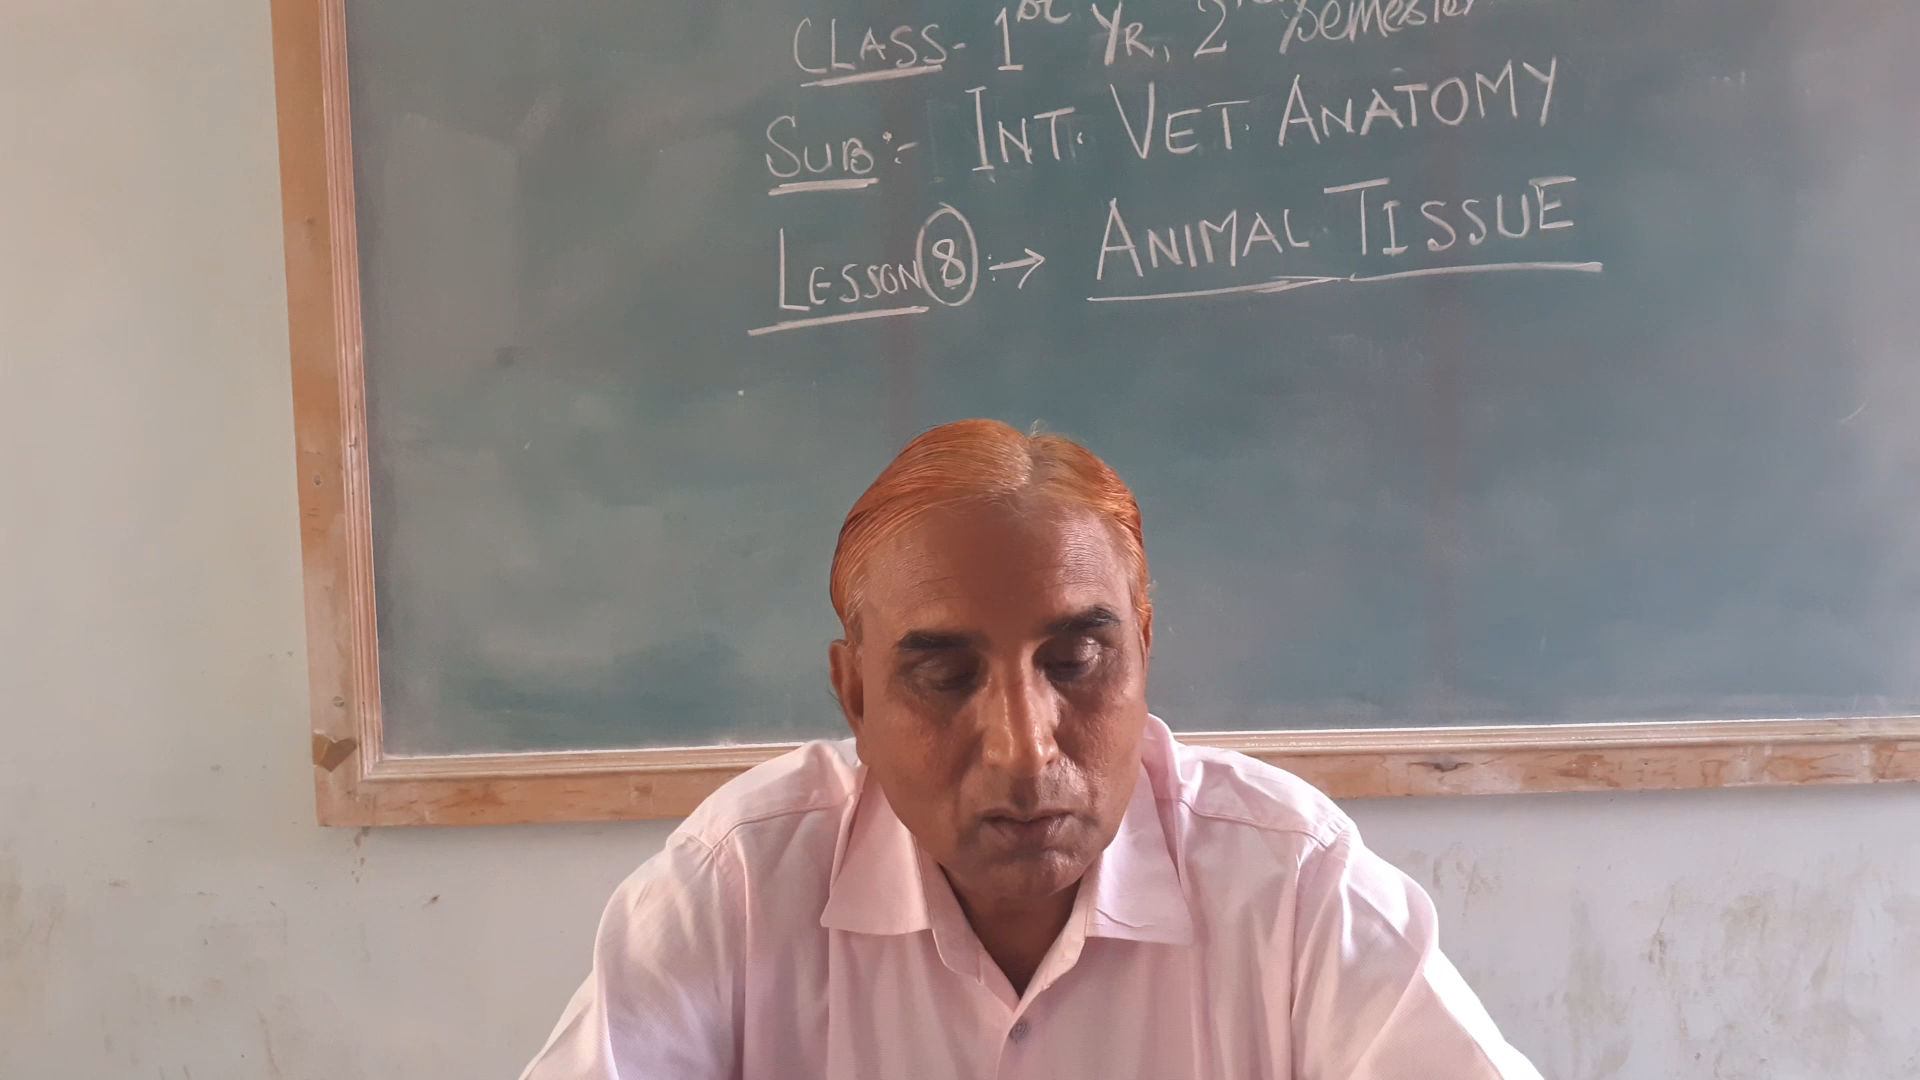 CLASS- 1st YR, 2nd Semester
SUB:- INT. VET. ANATOMY
LESSON 8 :→ ANIMAL TISSUE